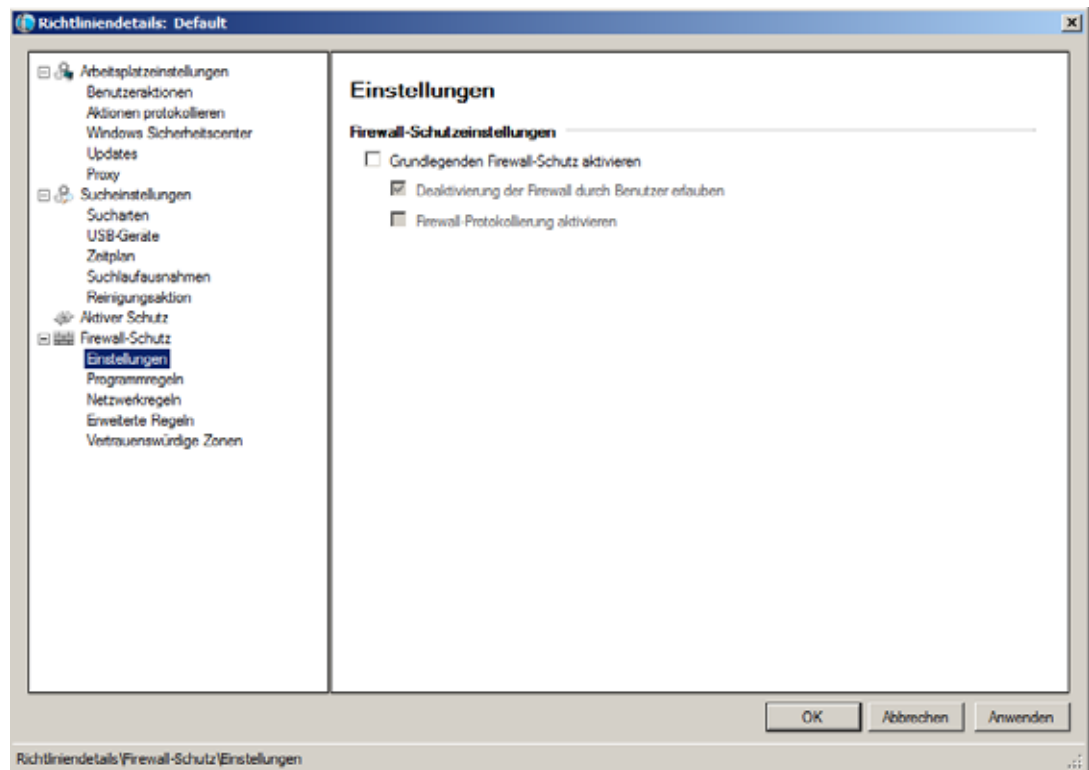 Richtliniendetails: Default
Arbeitsplatzeinstellungen
Benutzeraktionen
Aktionen protokollieren
Windows Sicherheitscenter
Updates
Proxy
Sucheinstellungen
Sucharten
USB-Geräte
Zeitplan
Suchlaufausnahmen
Reinigungsaktion
Aktiver Schutz
Firewall-Schutz
Einstellungen
Programmregeln
Netzwerkregeln
Erweiterte Regeln
Vertrauenswürdige Zonen
Einstellungen
Firewall-Schutzeinstellungen
Grundlegenden Firewall-Schutz aktivieren
Deaktivierung der Firewall durch Benutzer erlauben
Firewall-Protokollierung aktivieren
OK
Abbrechen
Anwenden
Richtliniendetails\Firewall-Schutz\Einstellungen